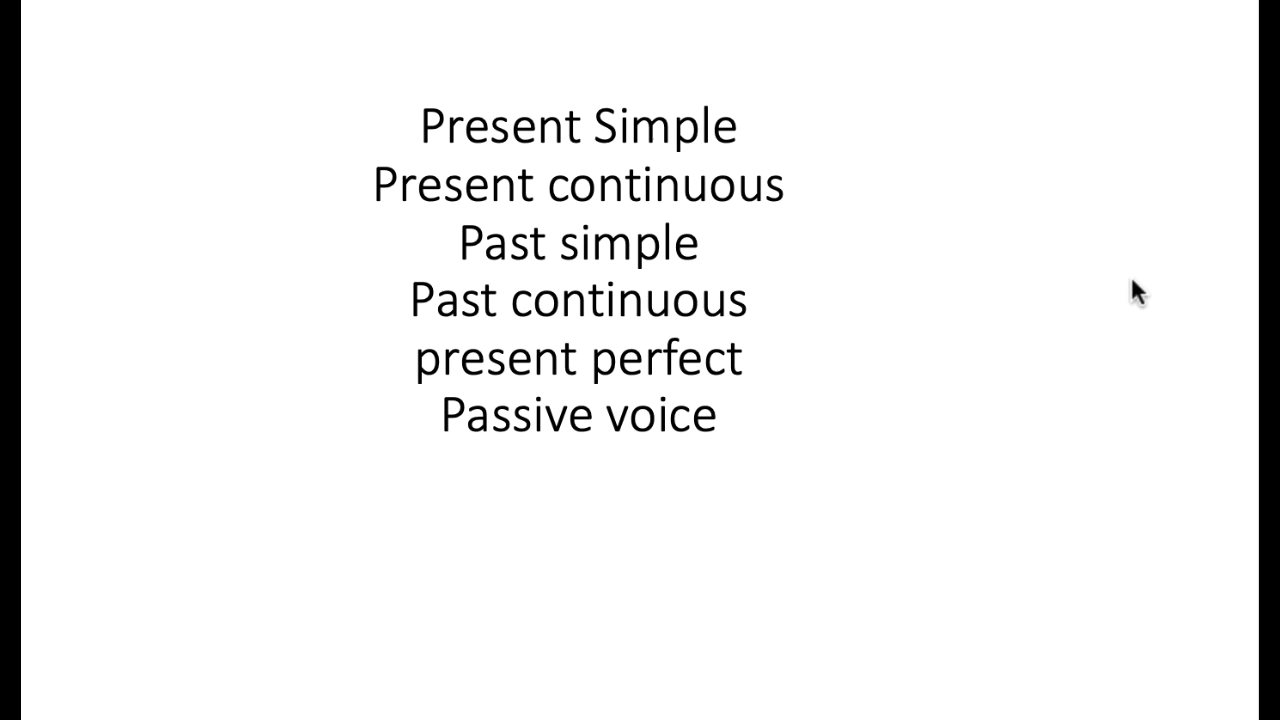 Present Simple
Present continuous
Past simple
Past continuous
present perfect
Passive voice